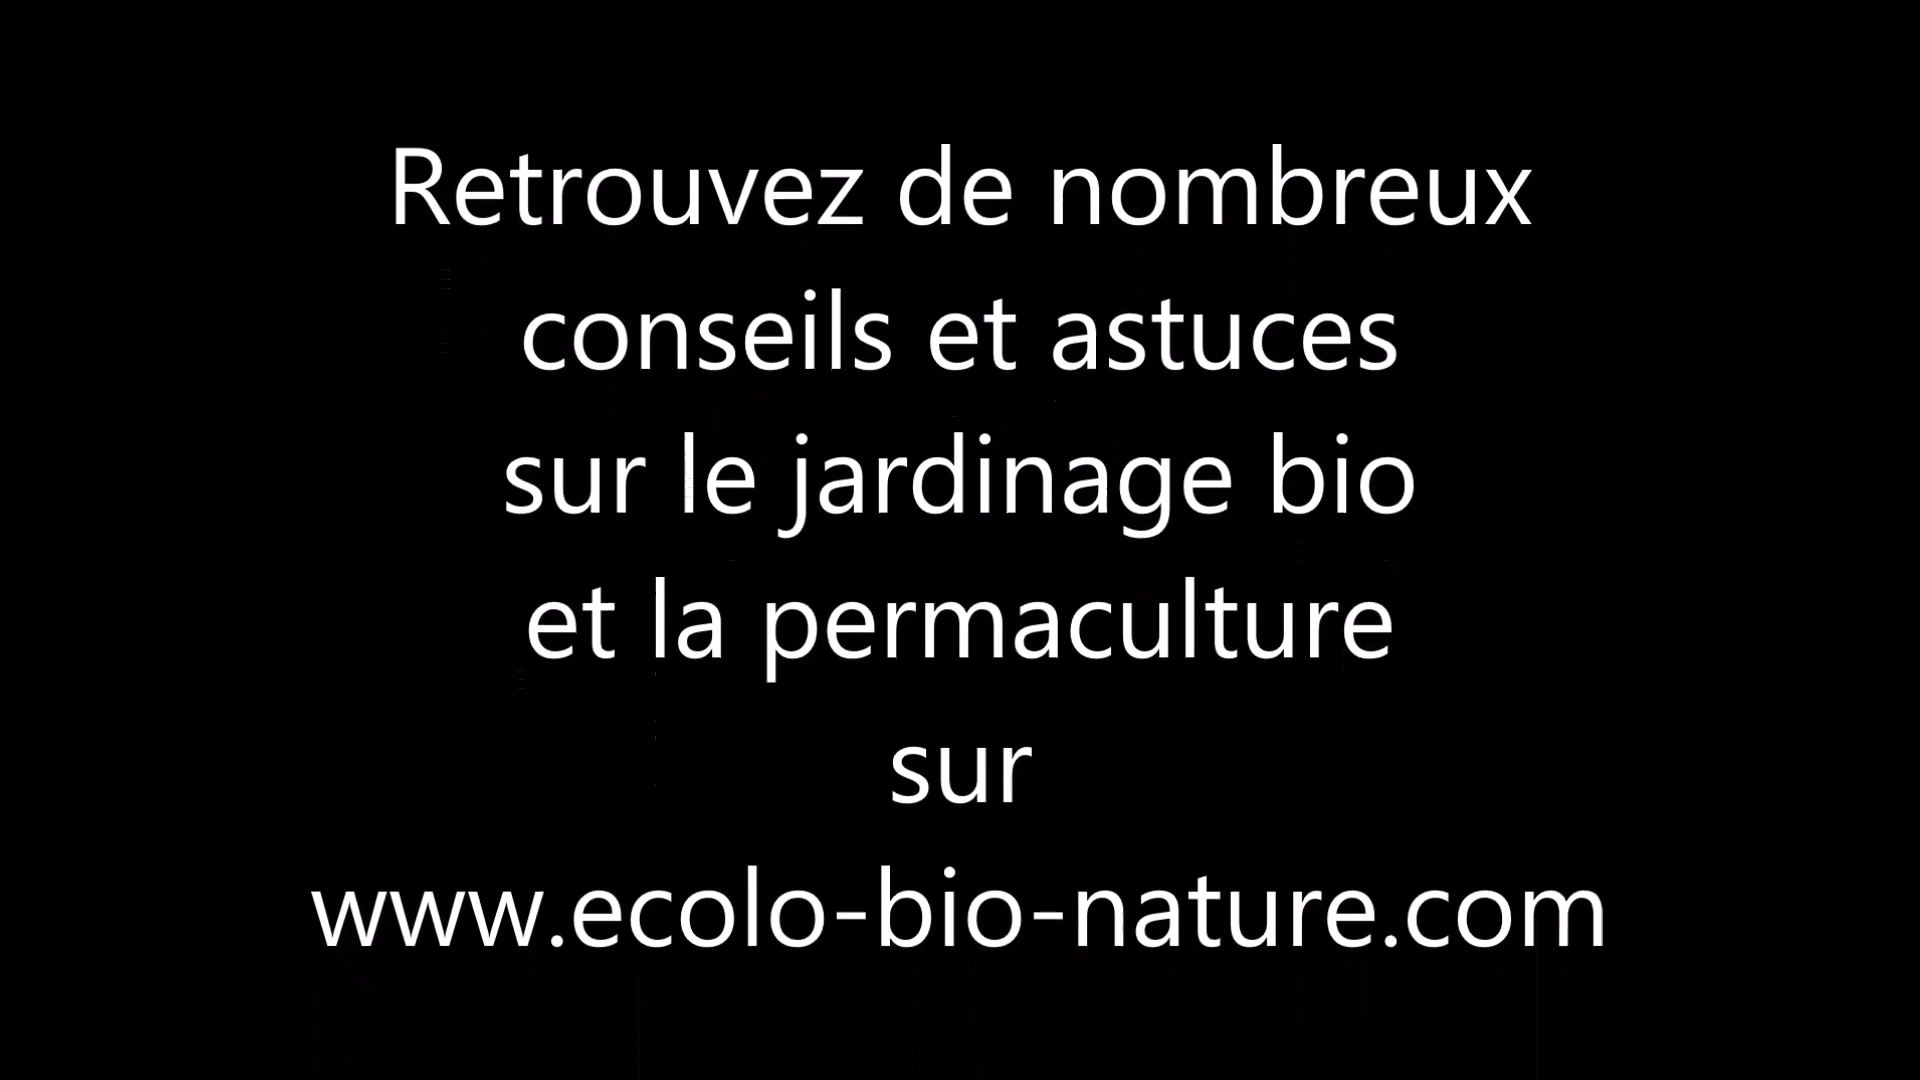 Retrouvez de nombreux
conseils et astuces
sur le jardinage bio
et la permaculture
sur
www.ecolo-bio-nature.com